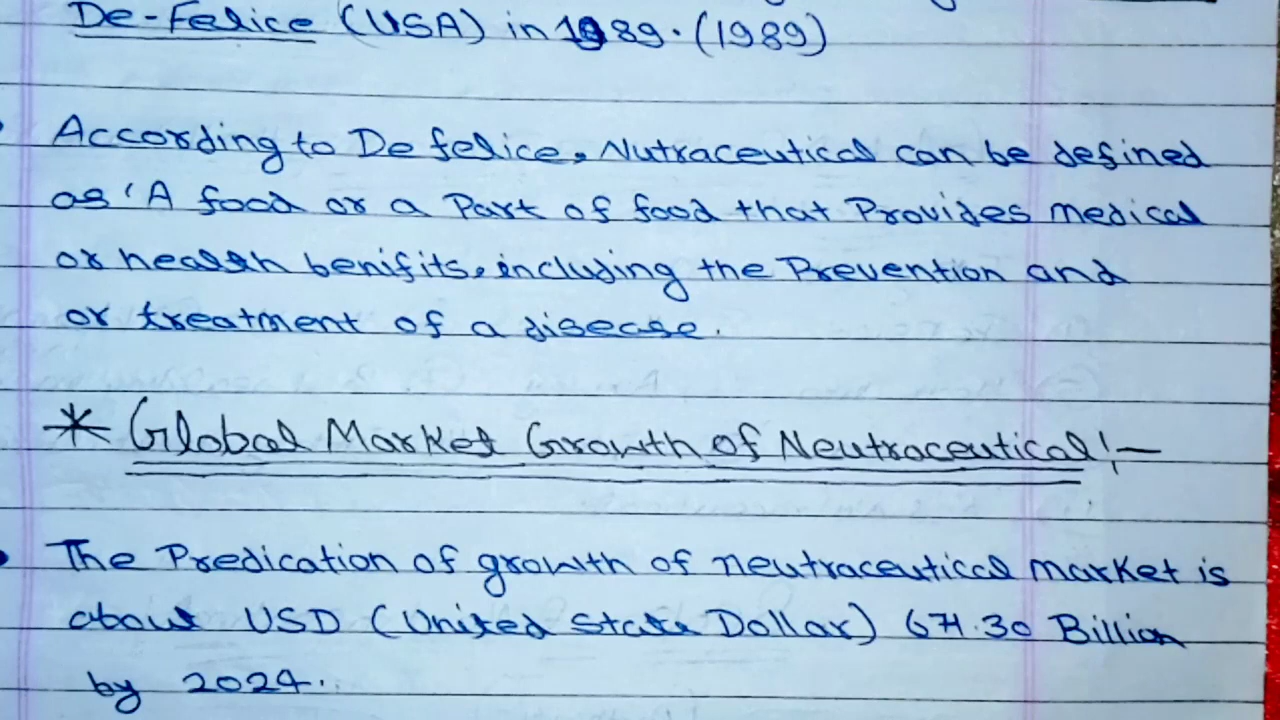 De-Felice (USA) in 1989. (1989)
According to De felice, Nutraceutical can be defined
as 'A food or a Part of food that Provides medical
or health benifits, including the Prevention and
or treatment of a disease.
* Global Market Growth of Neutraceutical :-
The Predication of growth of neutraceutical market is
about USD (United State Dollar) 671.30 Billion
by 2024.